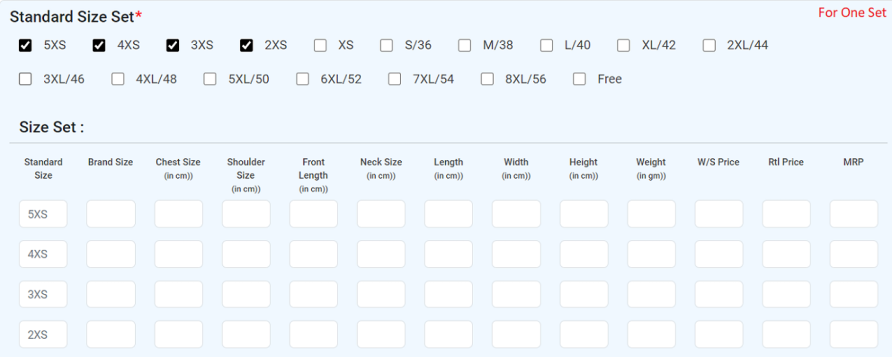 Standard Size Set* For One Set
5XS 4XS 3XS 2XS XS S/36 M/38 L/40 XL/42 2XL/44
3XL/46 4XL/48 5XL/50 6XL/52 7XL/54 8XL/56 Free
Size Set :
Standard Size Brand Size Chest Size (in cm)) Shoulder Size (in cm)) Front Length (in cm)) Neck Size (in cm)) Length (in cm)) Width (in cm)) Height (in cm)) Weight (in gm)) W/S Price Rtl Price MRP
5XS
4XS
3XS
2XS